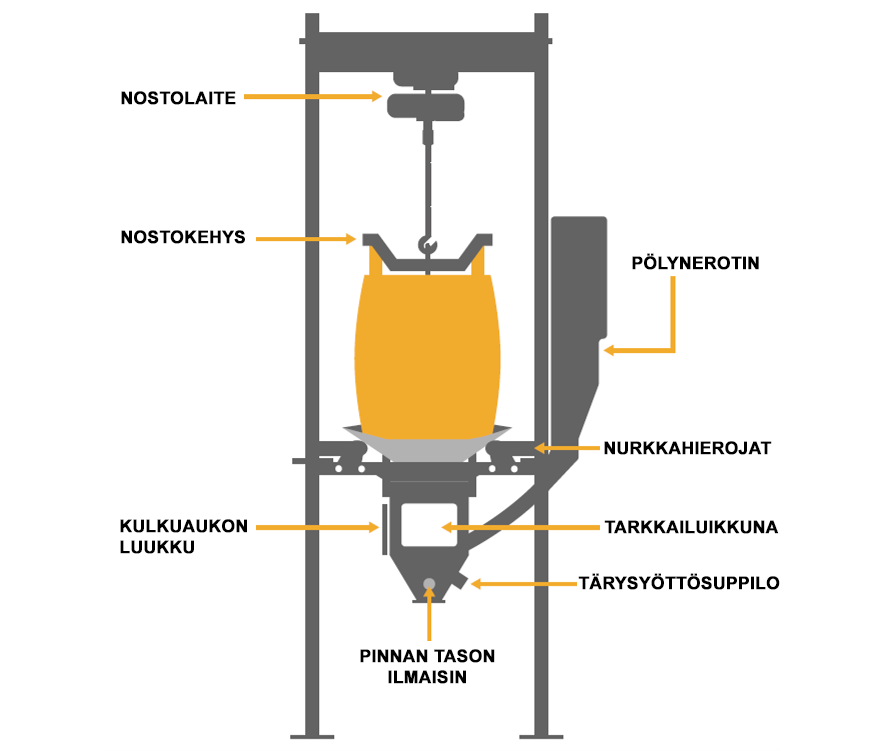 NOSTOLAITE
NOSTOKEHYS
PÖLYNEROTIN
NURKKAHIEROJAT
KULKUAUKON
LUUKKU
TARKKAILUIKKUNA
TÄRYSYÖTTÖSUPPILO
PINNAN TASON
ILMAISIN